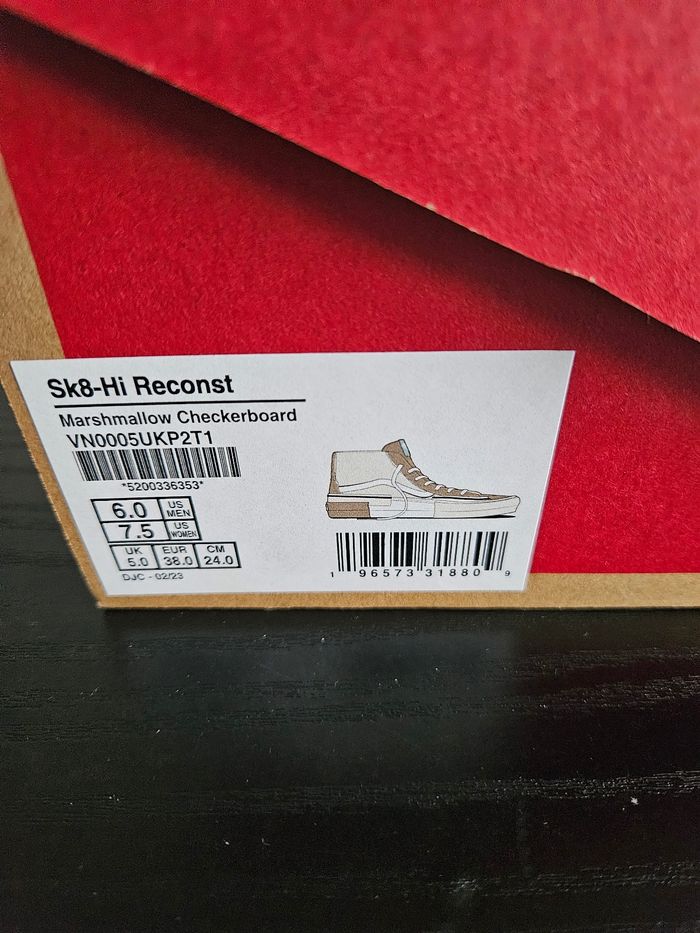 Sk8-Hi Reconst
Marshmallow Checkerboard
VN0005UKP2T1
*5200336353*
6.0 US MEN
7.5 US WOMEN
UK 5.0 EUR 38.0 CM 24.0
DJC - 02/23
1 96573 31880 9